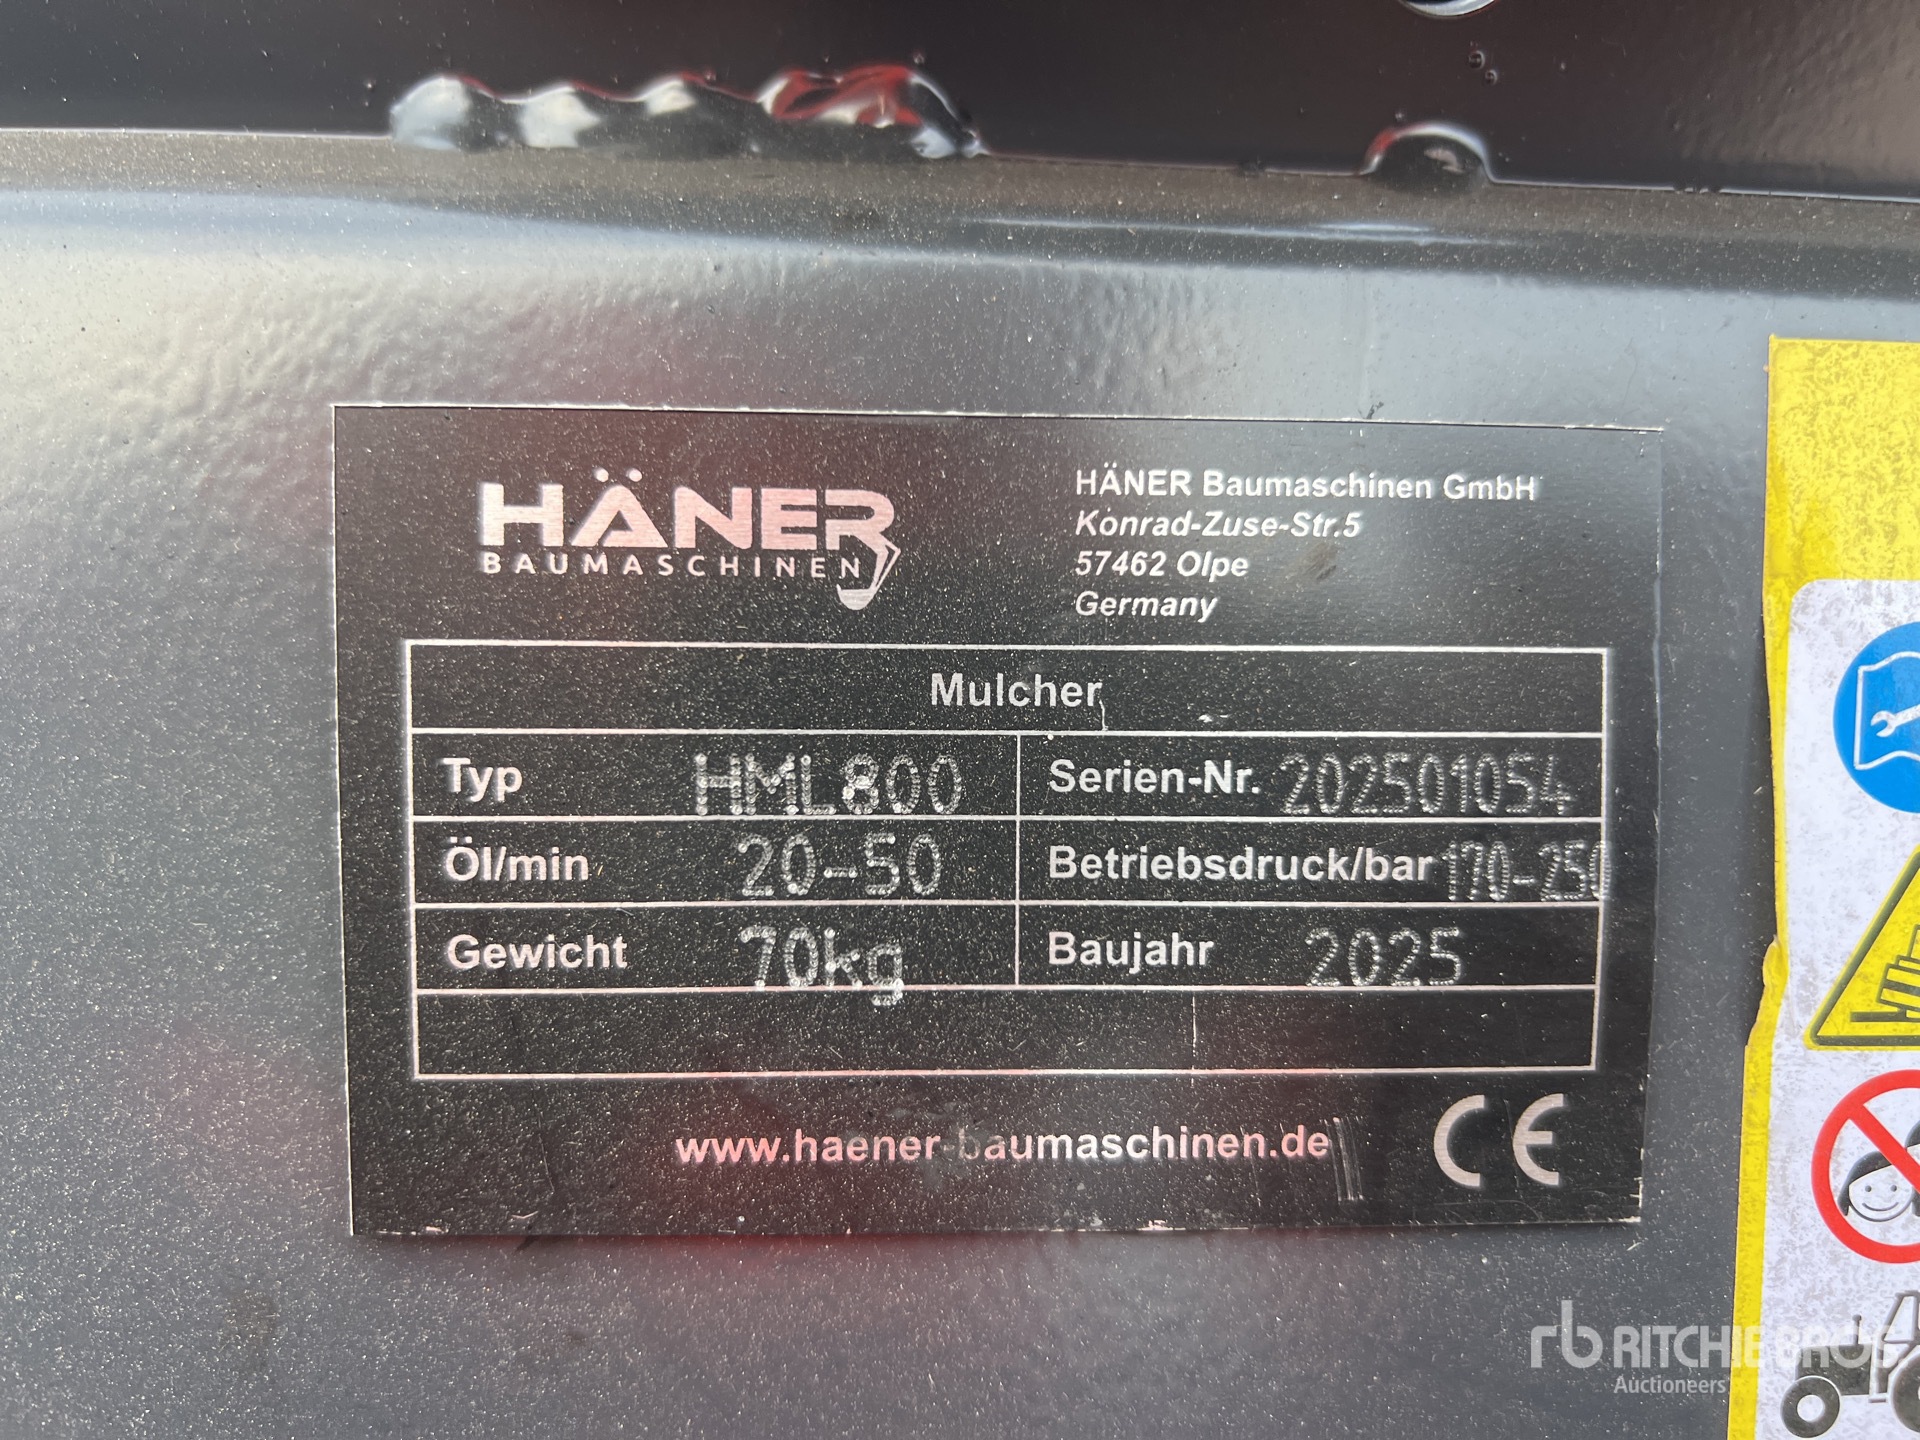 HÄNER
BAUMASCHINEN
HÄNER Baumaschinen GmbH
Konrad-Zuse-Str.5
57462 Olpe
Germany
Mulcher
Typ HML800 Serien-Nr. 202501054
Öl/min 20-50 Betriebsdruck/bar 170-250
Gewicht 70kg Baujahr 2025
www.haener-baumaschinen.de CE
rb RITCHIE BROS
Auctioneers